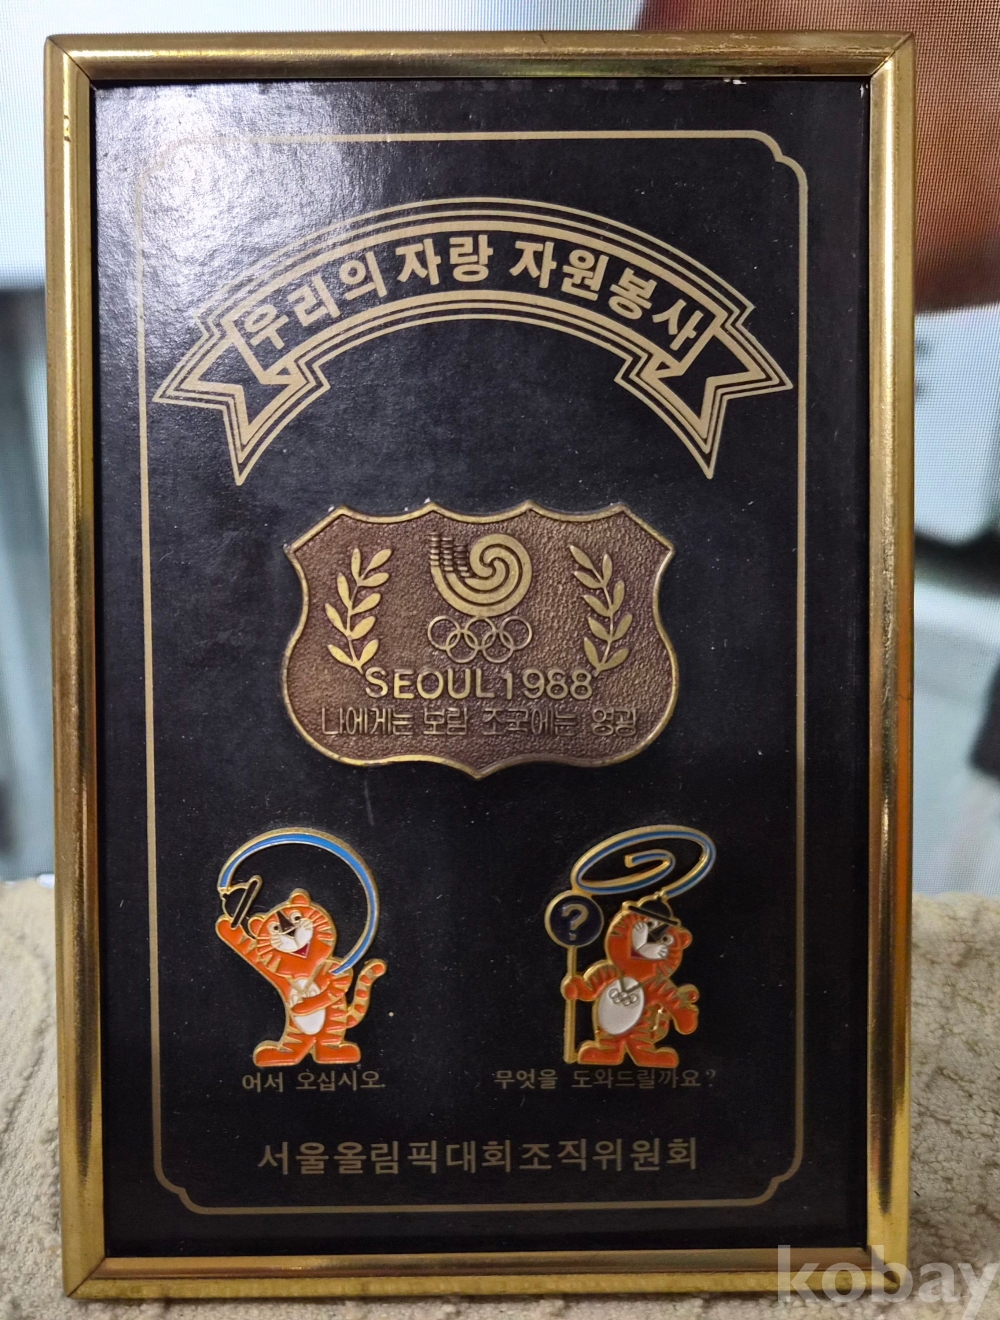 우리의 자랑 자원봉사
SEOUL 1988
나에게는 보람 조국에는 영광
?
어서 오십시오.
무엇을 도와드릴까요?
서울올림픽대회조직위원회
kobay